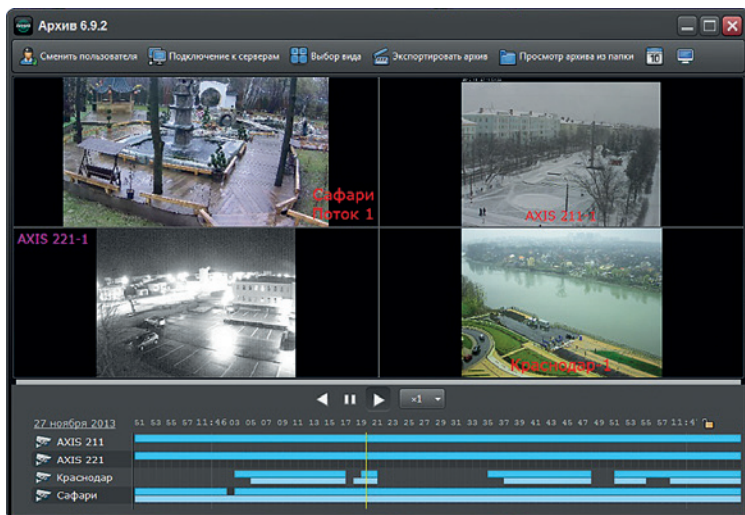 Архив 6.9.2
Сменить пользователя Подключение к серверам Выбор вида Экспортировать архив Просмотр архива из папки 10
Сафари
Поток 1
AXIS 211-1
AXIS 221-1
Краснодар-1
x1
27 ноября 2013 51 53 55 57 11:46 03 05 07 09 11 13 15 17 19 21 23 25 27 29 31 33 35 37 39 41 43 45 47 49 51 53 55 57 11:4
AXIS 211
AXIS 221
Краснодар
Сафари